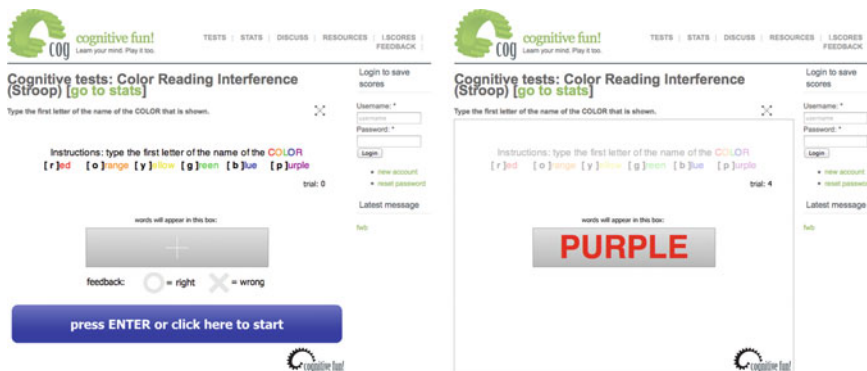 cognitive fun!
Learn your mind. Play it too.
cog
TESTS | STATS | DISCUSS | RESOURCES | I.SCORES
FEEDBACK |
Cognitive tests: Color Reading Interference
(Stroop) [go to stats]
Type the first letter of the name of the COLOR that is shown.
Instructions: type the first letter of the name of the COLOR
[ r ]ed [ o ]range [ y ]ellow [ g ]reen [ b ]lue [ p ]urple
trial: 0
words will appear in this box:
feedback: = right = wrong
press ENTER or click here to start
cognitive fun!
Login to save
scores
Username: *
username
Password: *
Login
new account
reset password
Latest message
fwb
cognitive fun!
Learn your mind. Play it too.
cog
TESTS | STATS | DISCUSS | RESOURCES | I.SCORES
FEEDBACK
Cognitive tests: Color Reading Interference
(Stroop) [go to stats]
Type the first letter of the name of the COLOR that is shown.
Instructions: type the first letter of the name of the COLOR
[ r ]ed [ o ]range [ y ]ellow [ g ]reen [ b ]lue [ p ]urple
trial: 4
words will appear in this box:
PURPLE
cognitive fun!
Login to save
scores
Username: *
username
Password: *
Login
new account
reset password
Latest message
fwb